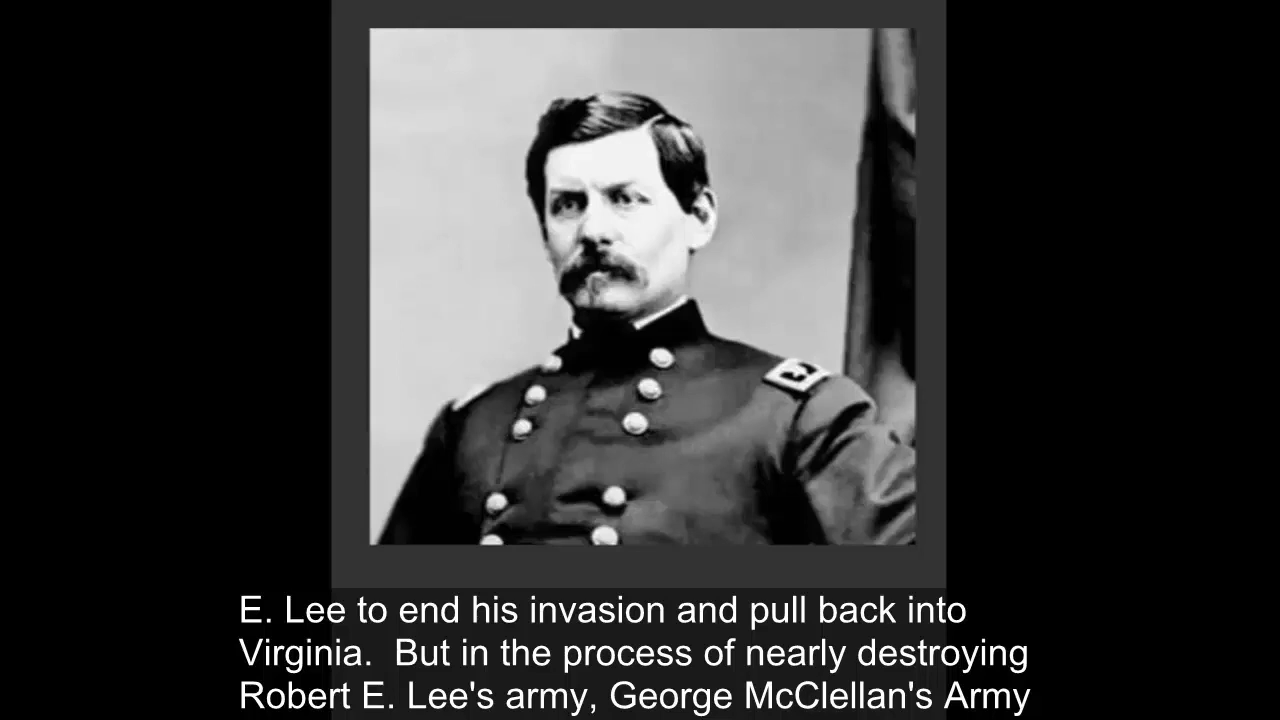 E. Lee to end his invasion and pull back into
Virginia.  But in the process of nearly destroying
Robert E. Lee's army, George McClellan's Army